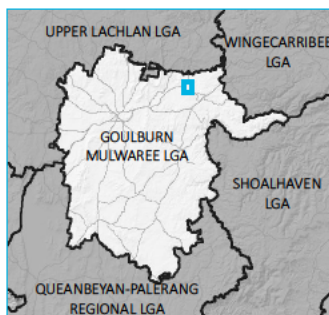 UPPER LACHLAN LGA
WINGECARRIBEE
LGA
GOULBURN
MULWAREE LGA
SHOALHAVEN
LGA
QUEANBEYAN-PALERANG
REGIONAL LGA